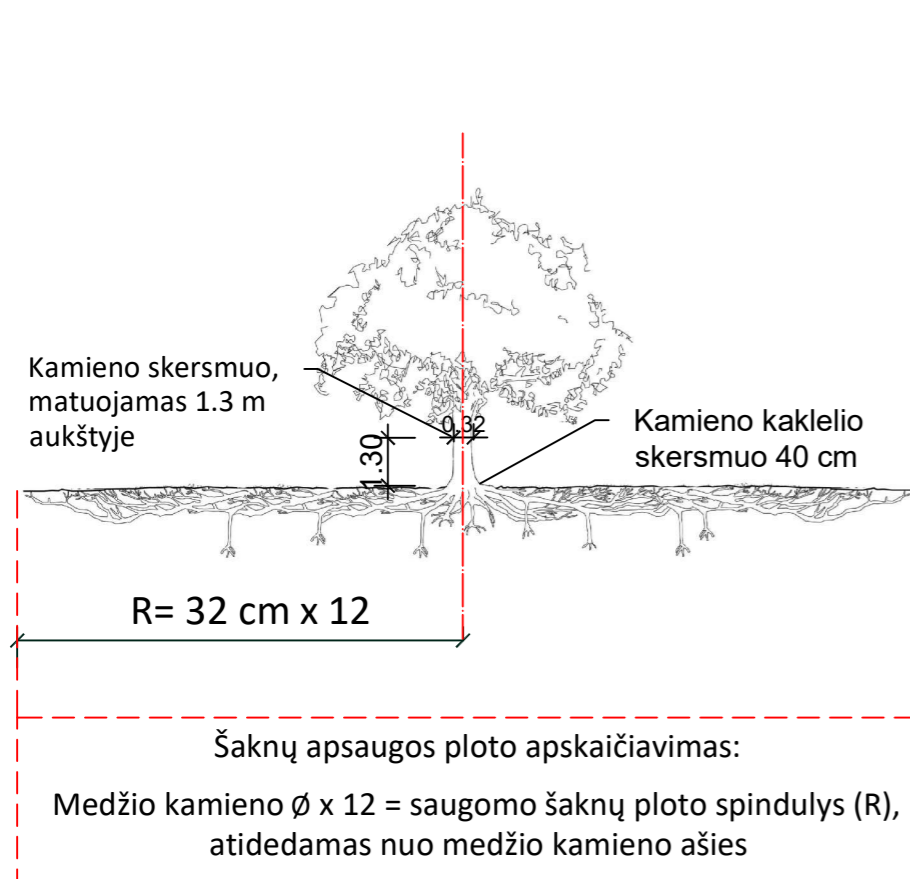 Kamieno skersmuo,
matuojamas 1.3 m
aukštyje
0,32
1.30
Kamieno kaklelio
skersmuo 40 cm
R= 32 cm x 12
Šaknų apsaugos ploto apskaičiavimas:
Medžio kamieno Ø x 12 = saugomo šaknų ploto spindulys (R),
atidedamas nuo medžio kamieno ašies